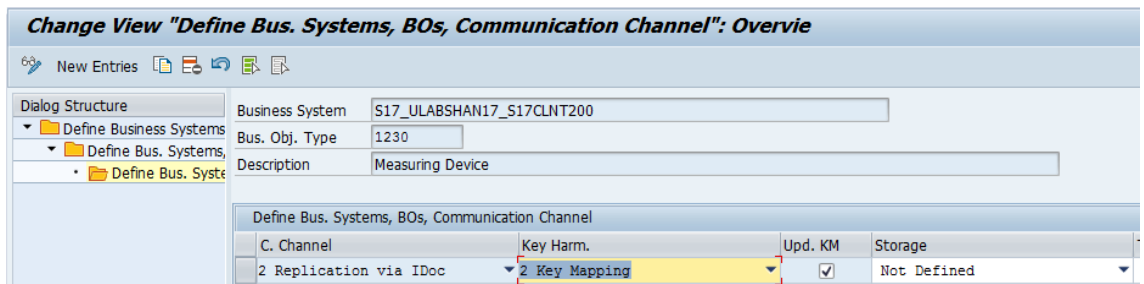 Change View "Define Bus. Systems, BOs, Communication Channel": Overvie
New Entries
Dialog Structure
Define Business Systems
Define Bus. Systems,
Define Bus. Syste
Business System S17_ULABSHAN17_S17CLNT200
Bus. Obj. Type 1230
Description Measuring Device
Define Bus. Systems, BOs, Communication Channel
C. Channel Key Harm. Upd. KM Storage
2 Replication via IDoc 2 Key Mapping Not Defined